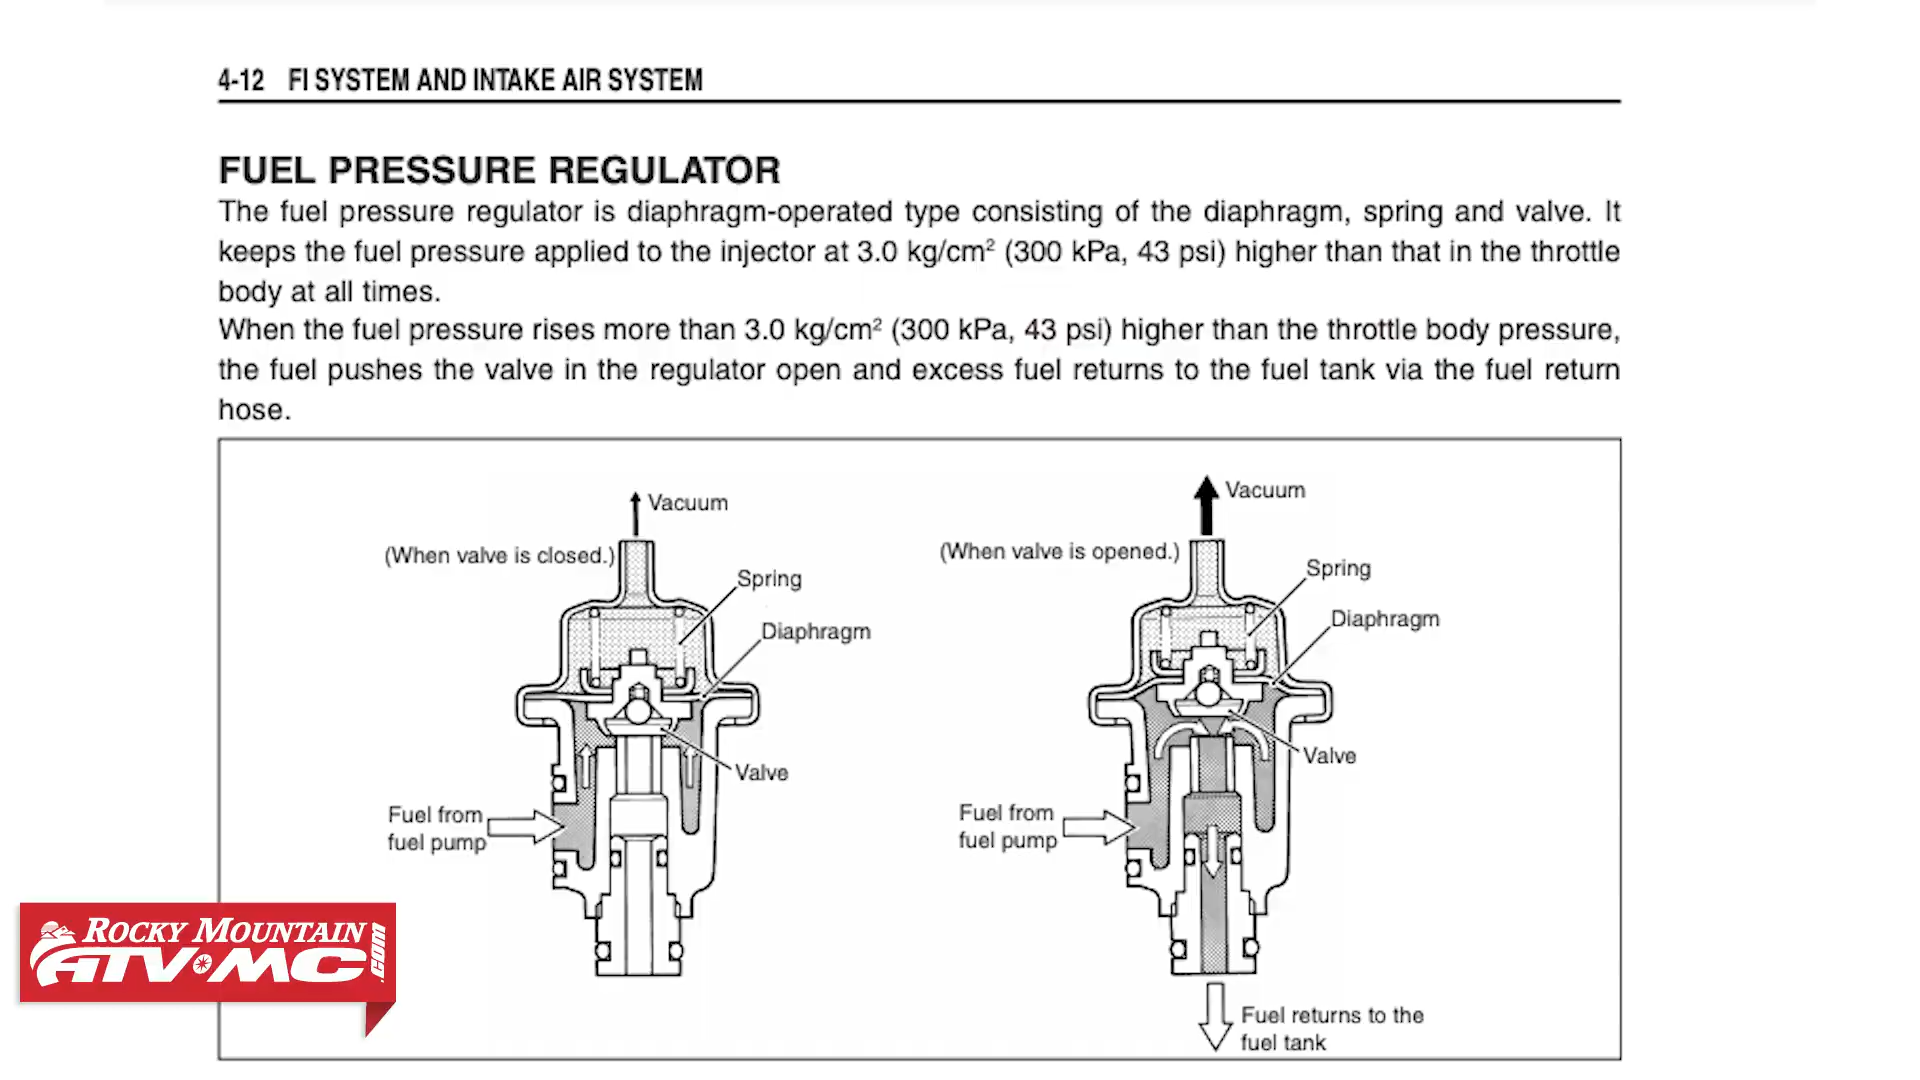 4-12 FI SYSTEM AND INTAKE AIR SYSTEM
FUEL PRESSURE REGULATOR
The fuel pressure regulator is diaphragm-operated type consisting of the diaphragm, spring and valve. It
keeps the fuel pressure applied to the injector at 3.0 kg/cm² (300 kPa, 43 psi) higher than that in the throttle
body at all times.
When the fuel pressure rises more than 3.0 kg/cm² (300 kPa, 43 psi) higher than the throttle body pressure,
the fuel pushes the valve in the regulator open and excess fuel returns to the fuel tank via the fuel return
hose.
Vacuum
(When valve is closed.)
Spring
Diaphragm
Valve
Fuel from
fuel pump
Vacuum
(When valve is opened.)
Spring
Diaphragm
Valve
Fuel from
fuel pump
Fuel returns to the
fuel tank
ROCKY MOUNTAIN
ATV•MC.COM